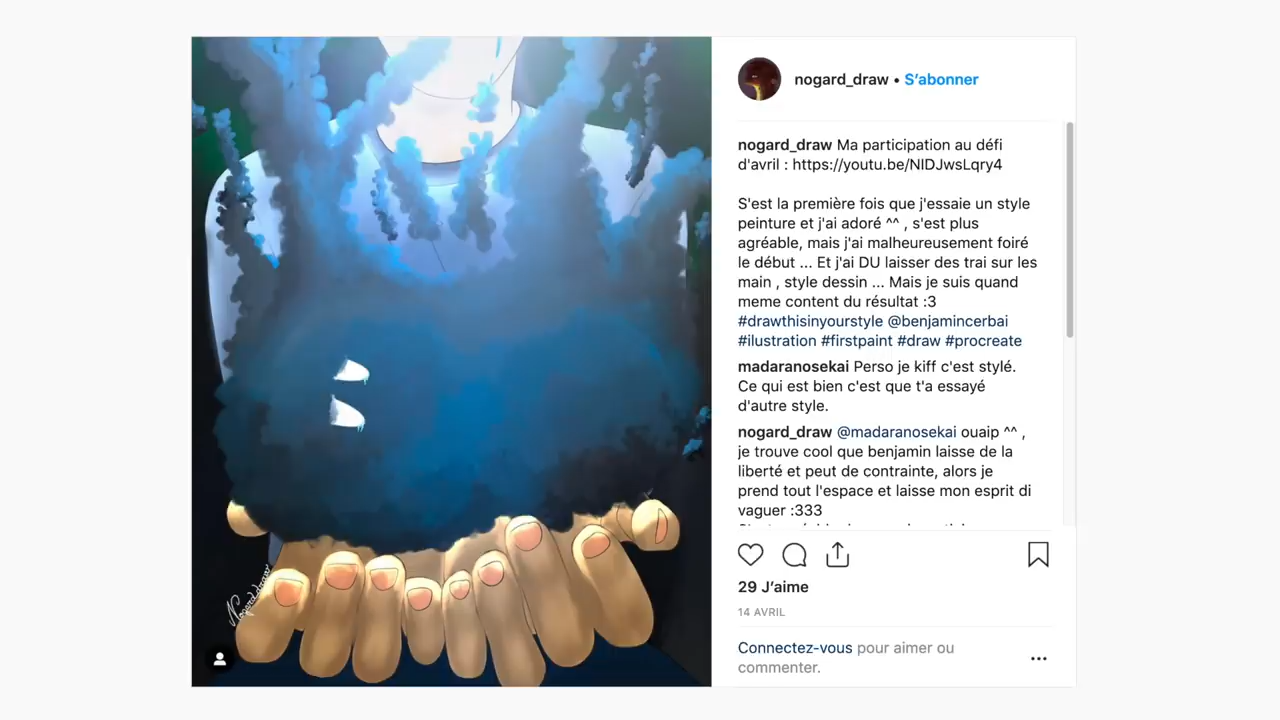 nogard_draw • S'abonner
nogard_draw Ma participation au défi
d'avril : https://youtu.be/NlDJwsLqry4
S'est la première fois que j'essaie un style
peinture et j'ai adoré ^^ , s'est plus
agréable, mais j'ai malheureusement foiré
le début ... Et j'ai DU laisser des trai sur les
main , style dessin ... Mais je suis quand
meme content du résultat :3
#drawthisinyourstyle @benjamincerbai
#ilustration #firstpaint #draw #procreate
madaranosekai Perso je kiff c'est stylé.
Ce qui est bien c'est que t'a essayé
d'autre style.
nogard_draw @madaranosekai ouaip ^^ ,
je trouve cool que benjamin laisse de la
liberté et peut de contrainte, alors je
prend tout l'espace et laisse mon esprit di
vaguer :333
29 J'aime
14 AVRIL
Connectez-vous pour aimer ou
commenter.
Nogard_draw